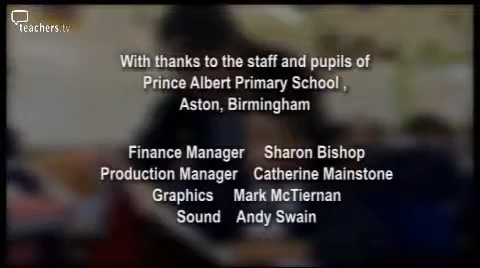 teachers.tv
With thanks to the staff and pupils of
Prince Albert Primary School ,
Aston, Birmingham
Finance Manager Sharon Bishop
Production Manager Catherine Mainstone
Graphics Mark McTiernan
Sound Andy Swain